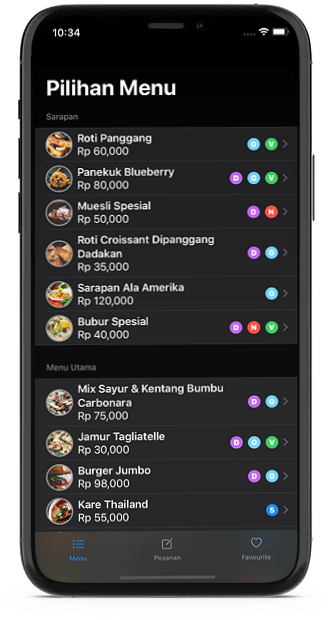 10:34
Pilihan Menu
Sarapan
Roti Panggang
G V
Rp 60,000
Panekuk Blueberry
D G V
Rp 80,000
Muesli Spesial
D N
Rp 50,000
Roti Croissant Dipanggang
Dadakan
D G
Rp 35,000
Sarapan Ala Amerika
G
Rp 120,000
Bubur Spesial
D N V
Rp 40,000
Menu Utama
Mix Sayur & Kentang Bumbu
Carbonara
D G
Rp 75,000
Jamur Tagliatelle
D G V
Rp 30,000
Burger Jumbo
D G
Rp 98,000
Kare Thailand
S
Rp 55,000
Menu
Pesanan
Favourite